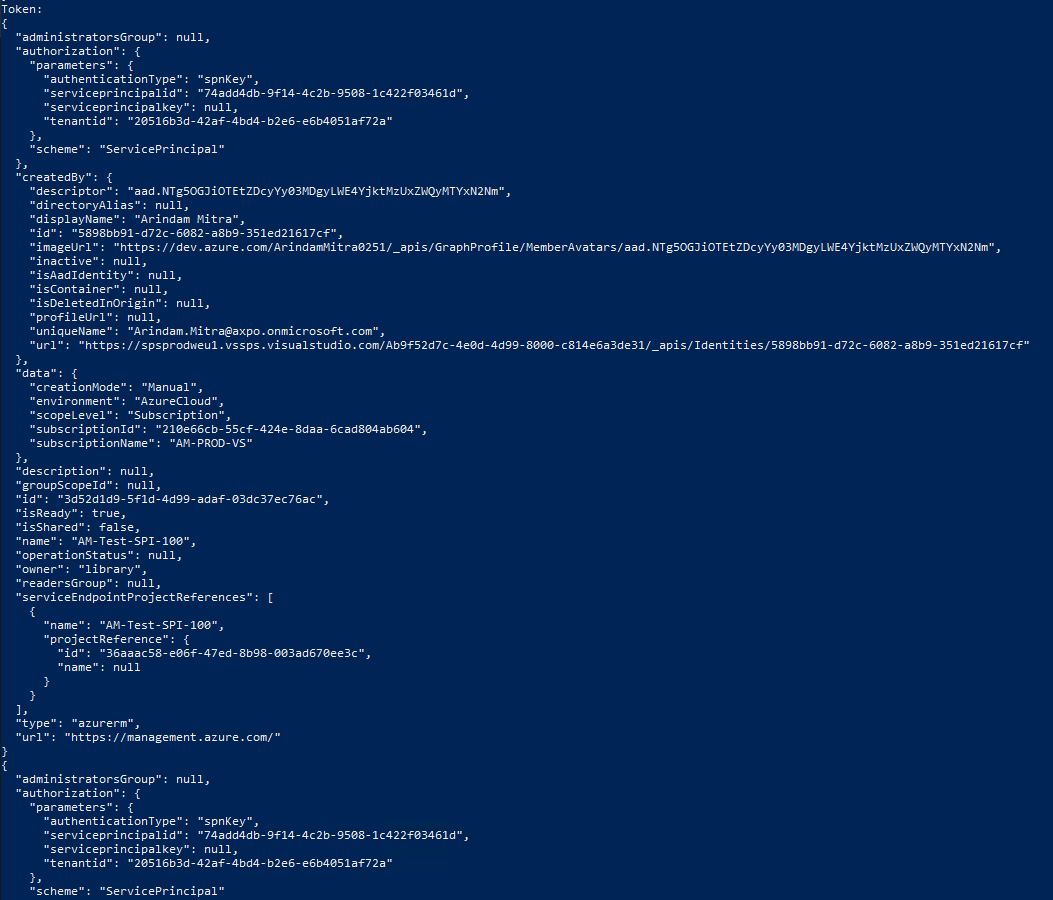 Token:
{
  "administratorsGroup": null,
  "authorization": {
    "parameters": {
      "authenticationType": "spnKey",
      "serviceprincipalid": "74add4db-9f14-4c2b-9508-1c422f03461d",
      "serviceprincipalkey": null,
      "tenantid": "20516b3d-42af-4bd4-b2e6-e6b4051af72a"
    },
    "scheme": "ServicePrincipal"
  },
  "createdBy": {
    "descriptor": "aad.NTg5OGJiOTEtZDcyYy03MDgyLWE4YjktMzUxZWQyMTYxN2Nm",
    "directoryAlias": null,
    "displayName": "Arindam Mitra",
    "id": "5898bb91-d72c-6082-a8b9-351ed21617cf",
    "imageUrl": "https://dev.azure.com/ArindamMitra0251/_apis/GraphProfile/MemberAvatars/aad.NTg5OGJiOTEtZDcyYy03MDgyLWE4YjktMzUxZWQyMTYxN2Nm",
    "inactive": null,
    "isAadIdentity": null,
    "isContainer": null,
    "isDeletedInOrigin": null,
    "profileUrl": null,
    "uniqueName": "Arindam.Mitra@axpo.onmicrosoft.com",
    "url": "https://spsprodweu1.vssps.visualstudio.com/Ab9f52d7c-4e0d-4d99-8000-c814e6a3de31/_apis/Identities/5898bb91-d72c-6082-a8b9-351ed21617cf"
  },
  "data": {
    "creationMode": "Manual",
    "environment": "AzureCloud",
    "scopeLevel": "Subscription",
    "subscriptionId": "210e66cb-55cf-424e-8daa-6cad804ab604",
    "subscriptionName": "AM-PROD-VS"
  },
  "description": null,
  "groupScopeId": null,
  "id": "3d52d1d9-5f1d-4d99-adaf-03dc37ec76ac",
  "isReady": true,
  "isShared": false,
  "name": "AM-Test-SPI-100",
  "operationStatus": null,
  "owner": "library",
  "readersGroup": null,
  "serviceEndpointProjectReferences": [
    {
      "name": "AM-Test-SPI-100",
      "projectReference": {
        "id": "36aaac58-e06f-47ed-8b98-003ad670ee3c",
        "name": null
      }
    }
  ],
  "type": "azurerm",
  "url": "https://management.azure.com/"
}
{
  "administratorsGroup": null,
  "authorization": {
    "parameters": {
      "authenticationType": "spnKey",
      "serviceprincipalid": "74add4db-9f14-4c2b-9508-1c422f03461d",
      "serviceprincipalkey": null,
      "tenantid": "20516b3d-42af-4bd4-b2e6-e6b4051af72a"
    },
    "scheme": "ServicePrincipal"